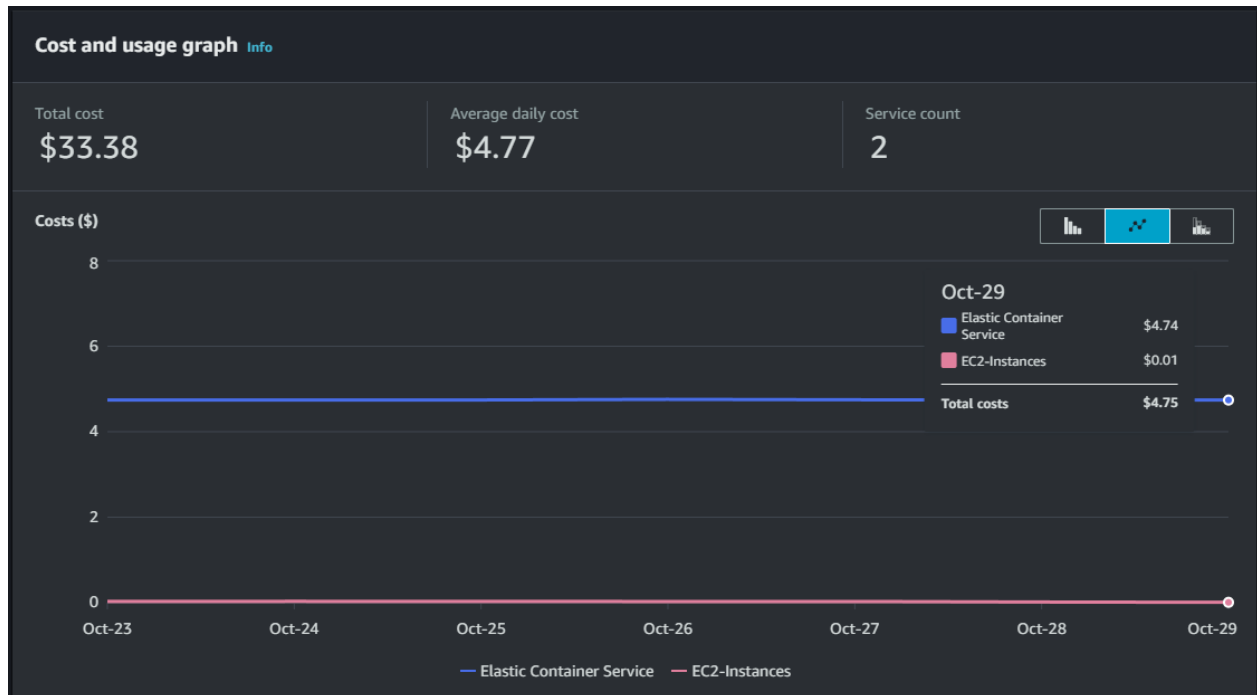 Cost and usage graph Info
Total cost
$33.38
Average daily cost
$4.77
Service count
2
Costs ($)
8
6
4
2
0
Oct-29
Elastic Container
Service
$4.74
EC2-Instances $0.01
Total costs $4.75
Oct-23 Oct-24 Oct-25 Oct-26 Oct-27 Oct-28 Oct-29
Elastic Container Service EC2-Instances